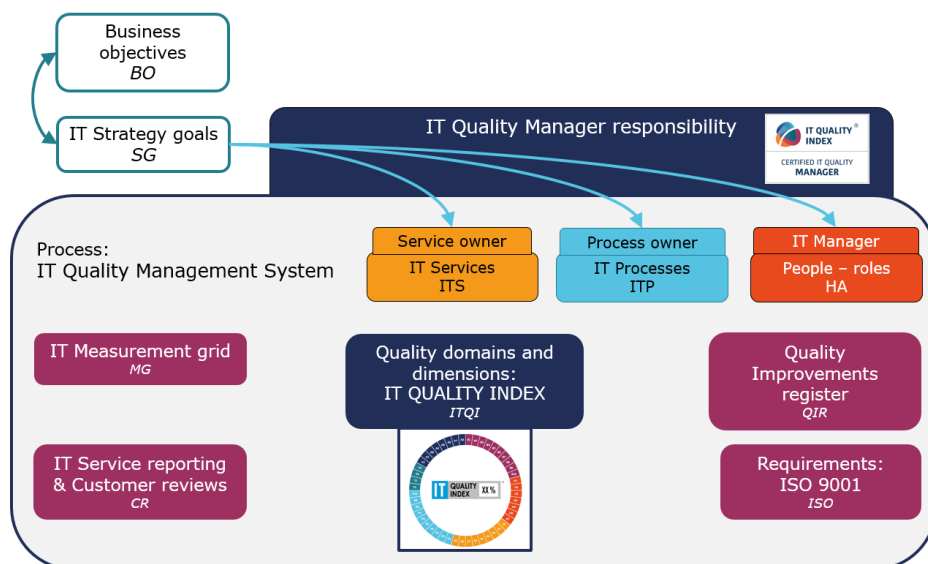 Business
objectives
BO
IT Strategy goals
SG
IT Quality Manager responsibility
IT QUALITY ®
INDEX
CERTIFIED IT QUALITY
MANAGER
Process:
IT Quality Management System
Service owner
IT Services
ITS
Process owner
IT Processes
ITP
IT Manager
People – roles
HA
IT Measurement grid
MG
Quality domains and
dimensions:
IT QUALITY INDEX
ITQI
Quality
Improvements
register
QIR
IT Service reporting
& Customer reviews
CR
IT QUALITY
INDEX
XX %
Requirements:
ISO 9001
ISO